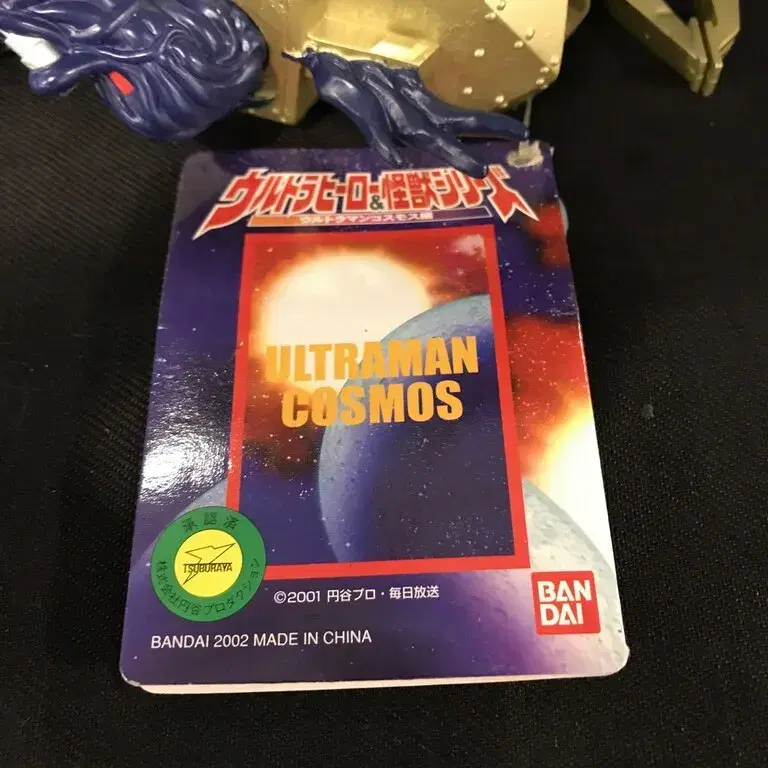 ウルトラヒーロー&怪獣シリーズ
ウルトラマンコスモス編
ULTRAMAN
COSMOS
承認済
TSUBURAYA
株式会社円谷プロダクション
©2001 円谷プロ・毎日放送
BAN
DAI
BANDAI 2002 MADE IN CHINA